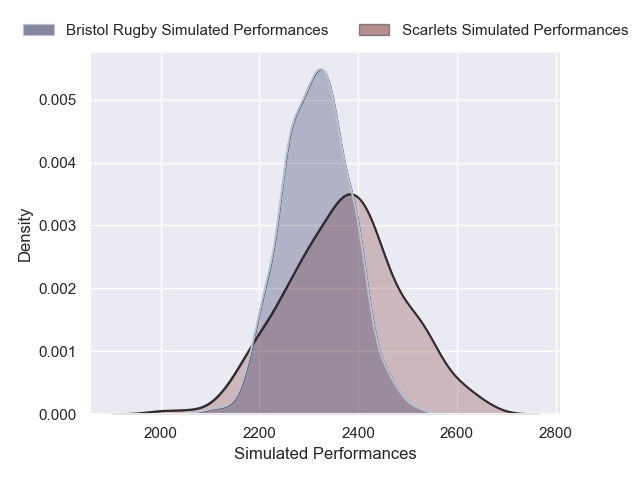 Bristol Rugby Simulated Performances Scarlets Simulated Performances
0.005
0.004
0.003
0.002
0.001
0.000
Density
2000 2200 2400 2600 2800
Simulated Performances